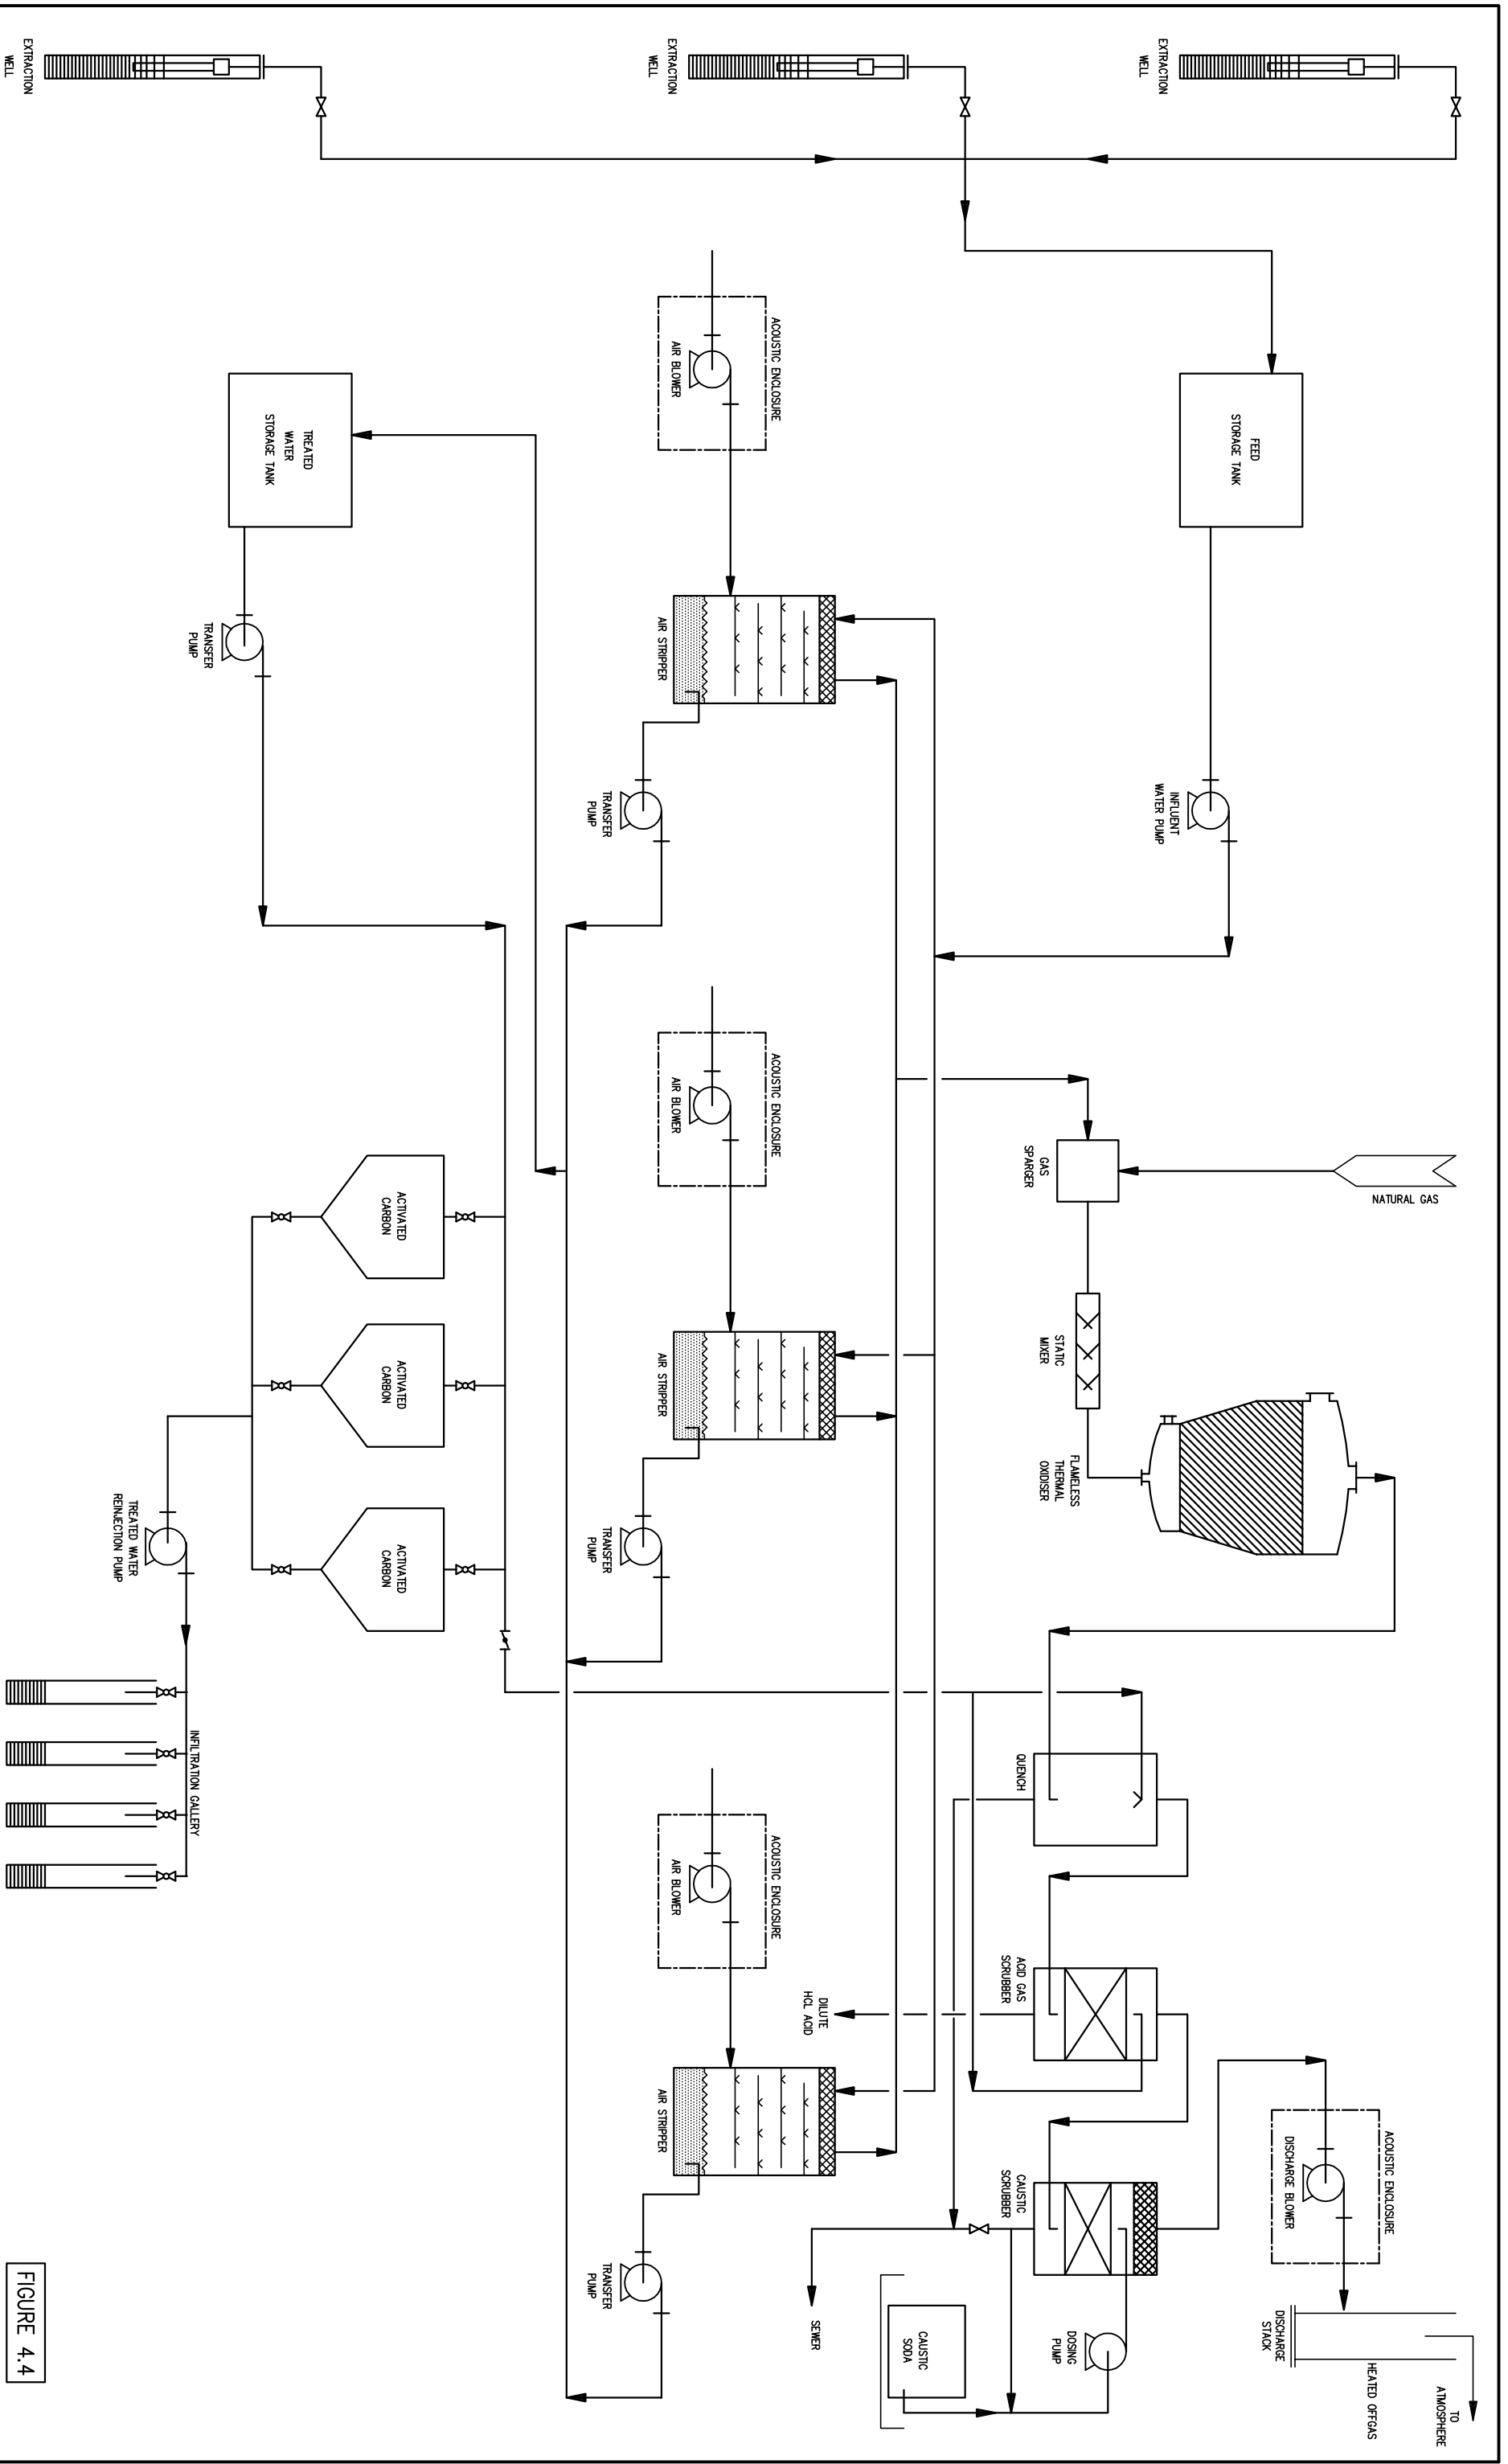 EXTRACTION
WELL
EXTRACTION
WELL
EXTRACTION
WELL
FEED
STORAGE TANK
INFLUENT
WATER PUMP
NATURAL GAS
GAS
SPARGER
STATIC
MIXER
FLAMELESS
THERMAL
OXIDISER
QUENCH
ACID GAS
SCRUBBER
DILUTE
HCL ACID
CAUSTIC
SCRUBBER
ACOUSTIC ENCLOSURE
DISCHARGE BLOWER
DISCHARGE
STACK
HEATED OFFGAS
TO
ATMOSPHERE
DOSING
PUMP
CAUSTIC
SODA
SEWER
ACOUSTIC ENCLOSURE
AIR BLOWER
AIR STRIPPER
TRANSFER
PUMP
ACOUSTIC ENCLOSURE
AIR BLOWER
AIR STRIPPER
TRANSFER
PUMP
ACOUSTIC ENCLOSURE
AIR BLOWER
AIR STRIPPER
TRANSFER
PUMP
TREATED
WATER
STORAGE TANK
TRANSFER
PUMP
ACTIVATED
CARBON
ACTIVATED
CARBON
ACTIVATED
CARBON
TREATED WATER
REINJECTION PUMP
INFILTRATION GALLERY
FIGURE 4.4